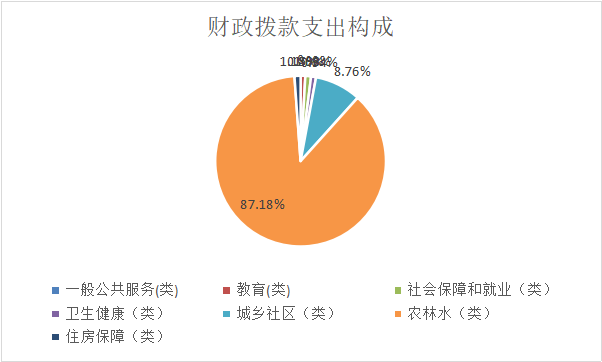 财政拨款支出构成
8.76%
87.18%
一般公共服务(类)
教育(类)
社会保障和就业（类）
卫生健康（类）
城乡社区（类）
农林水（类）
住房保障（类）